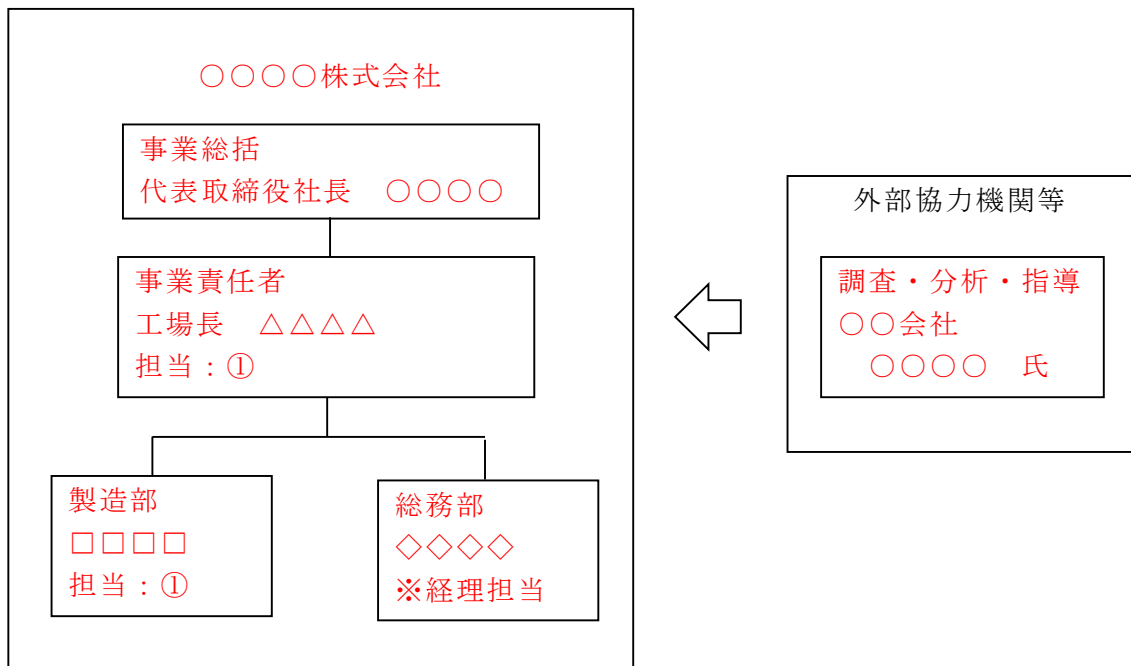 ○○○○株式会社
事業総括
代表取締役社長　○○○○
事業責任者
工場長　△△△△
担当：①
製造部
□□□□
担当：①
総務部
◇◇◇◇
※経理担当
外部協力機関等
調査・分析・指導
○○会社
○○○○　氏